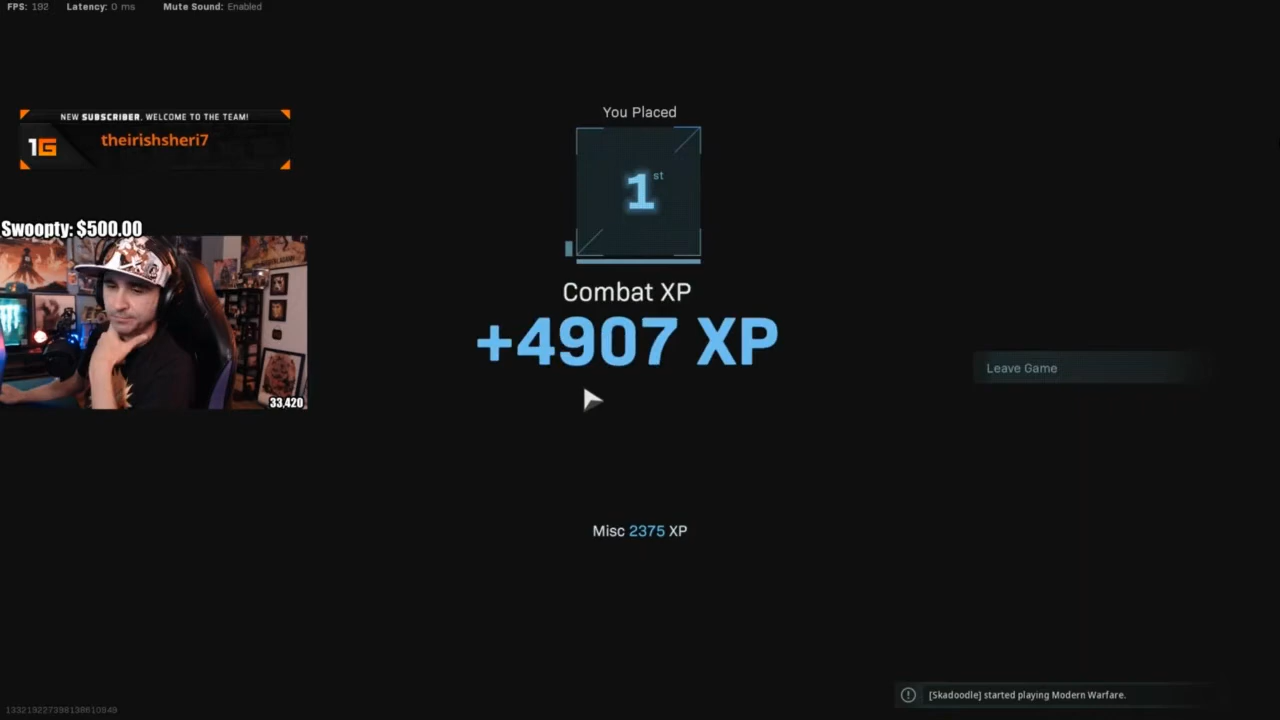 FPS: 192 Latency: 0 ms Mute Sound: Enabled
You Placed
NEW SUBSCRIBER, WELCOME TO THE TEAM!
1G
theirishsheri7
1st
Swoopty: $500.00
Combat XP
+4907 XP
Leave Game
33,420
Misc 2375 XP
[Skadoodle] started playing Modern Warfare.